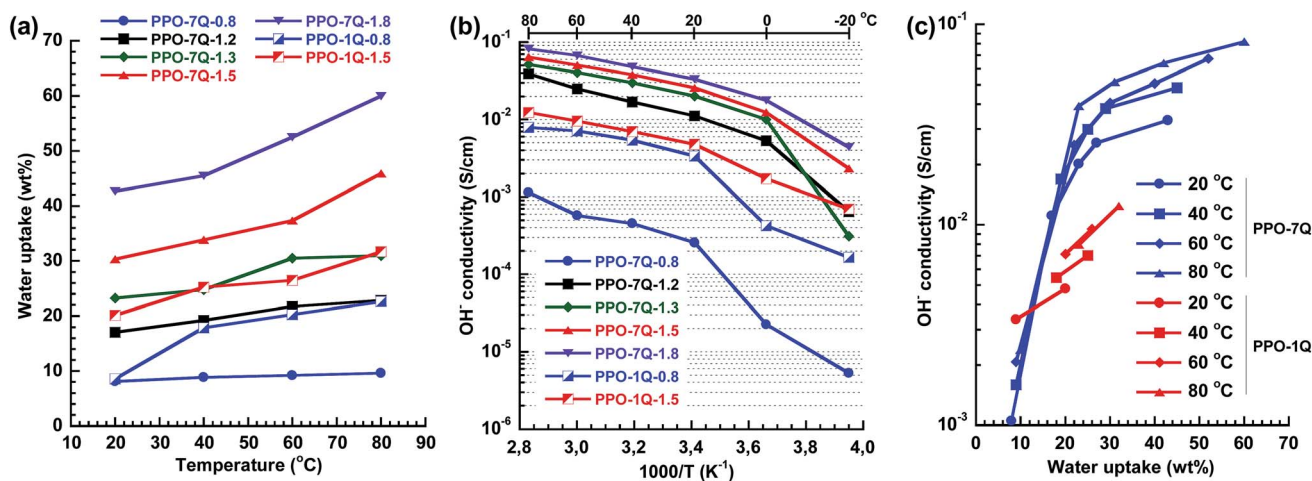 (a)
PPO-7Q-0.8
PPO-7Q-1.2
PPO-7Q-1.3
PPO-7Q-1.5
PPO-7Q-1.8
PPO-1Q-0.8
PPO-1Q-1.5
Water uptake (wt%)
70
60
50
40
30
20
10
0
10 20 30 40 50 60 70 80 90
Temperature (°C)
(b)
80 60 40 20 0 -20 °C
OH⁻ conductivity (S/cm)
10⁻¹
10⁻²
10⁻³
10⁻⁴
10⁻⁵
10⁻⁶
PPO-7Q-0.8
PPO-7Q-1.2
PPO-7Q-1.3
PPO-7Q-1.5
PPO-7Q-1.8
PPO-1Q-0.8
PPO-1Q-1.5
2,8 3,0 3,2 3,4 3,6 3,8 4,0
1000/T (K⁻¹)
(c)
OH⁻ conductivity (S/cm)
10⁻¹
10⁻²
10⁻³
20 °C
40 °C
60 °C
80 °C
PPO-7Q
20 °C
40 °C
60 °C
80 °C
PPO-1Q
0 10 20 30 40 50 60 70
Water uptake (wt%)